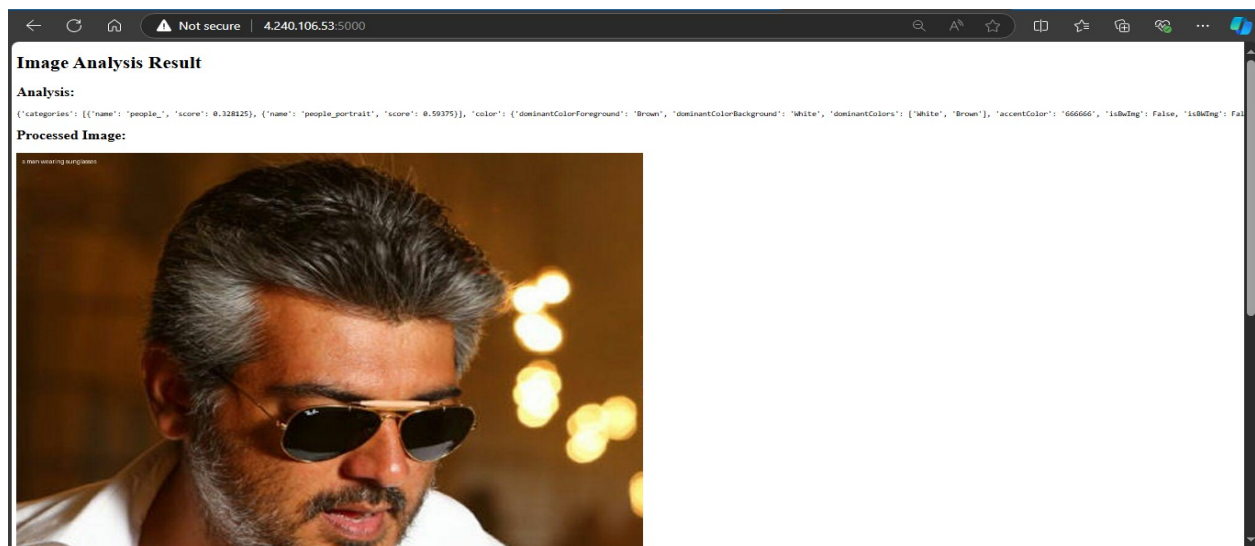 Not secure 4.240.106.53:5000
Image Analysis Result
Analysis:
{'categories': [{'name': 'people_', 'score': 0.328125}, {'name': 'people_portrait', 'score': 0.59375}], 'color': {'dominantColorForeground': 'Brown', 'dominantColorBackground': 'White', 'dominantColors': ['White', 'Brown'], 'accentColor': '666666', 'isBwImg': False, 'isBWImg': Fal
Processed Image:
a man wearing sunglasses
Ray-Ban